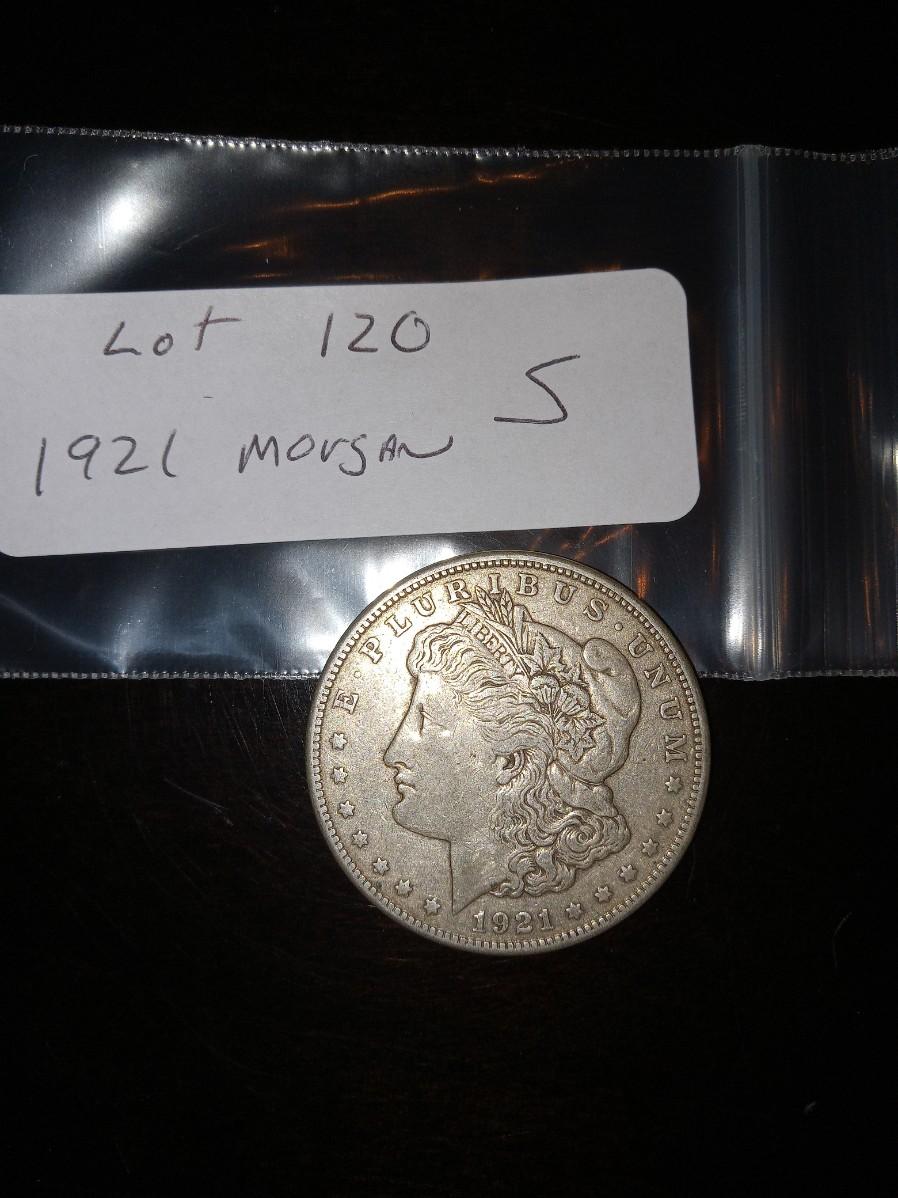 Lot 120
S
1921 Morgan
E · PLURIBUS · UNUM
LIBERTY
1921